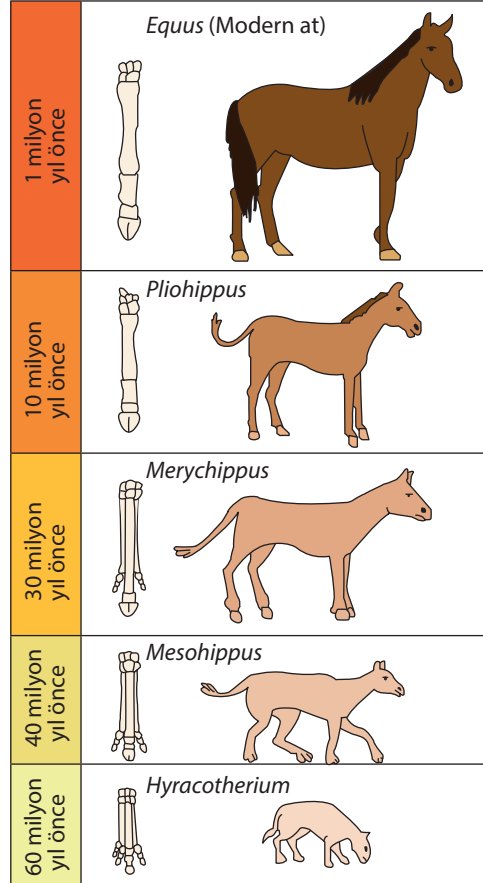 1 milyon
yıl önce
Equus (Modern at)
10 milyon
yıl önce
Pliohippus
30 milyon
yıl önce
Merychippus
40 milyon
yıl önce
Mesohippus
60 milyon
yıl önce
Hyracotherium